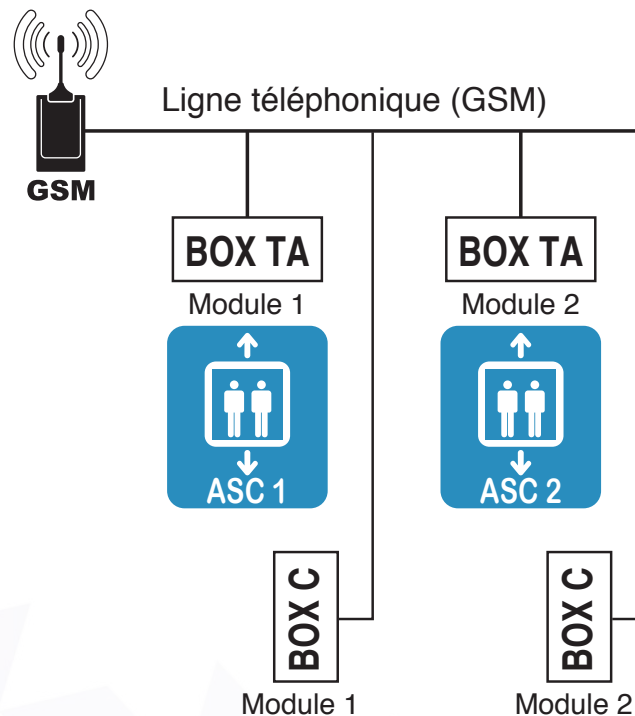 Ligne téléphonique (GSM)
GSM
BOX TA
BOX TA
Module 1
Module 2
ASC 1
ASC 2
BOX C
BOX C
Module 1
Module 2